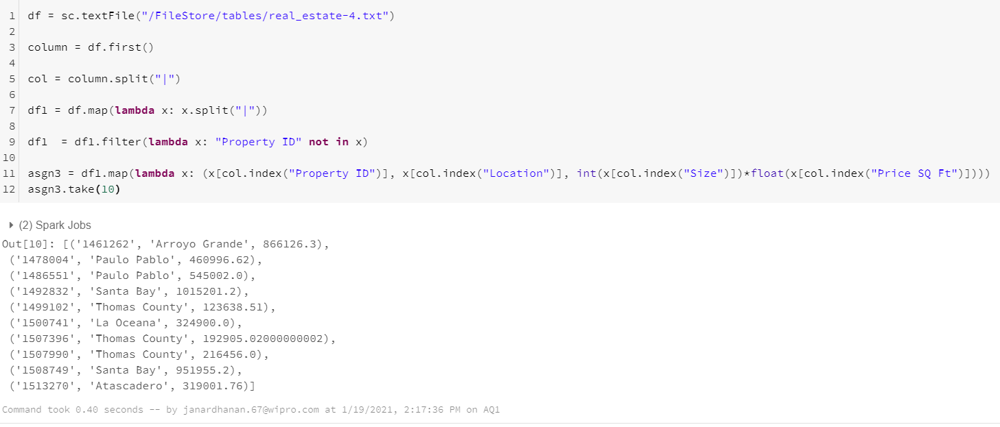 1 df = sc.textFile("/FileStore/tables/real_estate-4.txt")
2
3 column = df.first()
4
5 col = column.split("|")
6
7 df1 = df.map(lambda x: x.split("|"))
8
9 df1  = df1.filter(lambda x: "Property ID" not in x)
10
11 asgn3 = df1.map(lambda x: (x[col.index("Property ID")], x[col.index("Location")], int(x[col.index("Size")])*float(x[col.index("Price SQ Ft")])))
12 asgn3.take(10)
(2) Spark Jobs
Out[10]: [('1461262', 'Arroyo Grande', 866126.3),
('1478004', 'Paulo Pablo', 460996.62),
('1486551', 'Paulo Pablo', 545002.0),
('1492832', 'Santa Bay', 1015201.2),
('1499102', 'Thomas County', 123638.51),
('1500741', 'La Oceana', 324900.0),
('1507396', 'Thomas County', 192905.02000000002),
('1507990', 'Thomas County', 216456.0),
('1508749', 'Santa Bay', 951955.2),
('1513270', 'Atascadero', 319001.76)]
Command took 0.40 seconds -- by janardhanan.67@wipro.com at 1/19/2021, 2:17:36 PM on AQ1